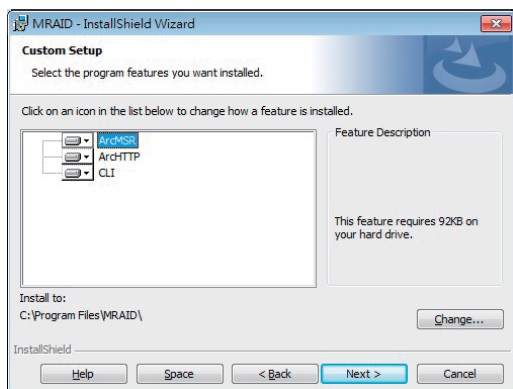 MRAID - InstallShield Wizard
Custom Setup
Select the program features you want installed.
Click on an icon in the list below to change how a feature is installed.
ArcMSR
ArcHTTP
CLI
Feature Description
This feature requires 92KB on
your hard drive.
Install to:
C:\Program Files\MRAID\
Change...
InstallShield
Help
Space
< Back
Next >
Cancel